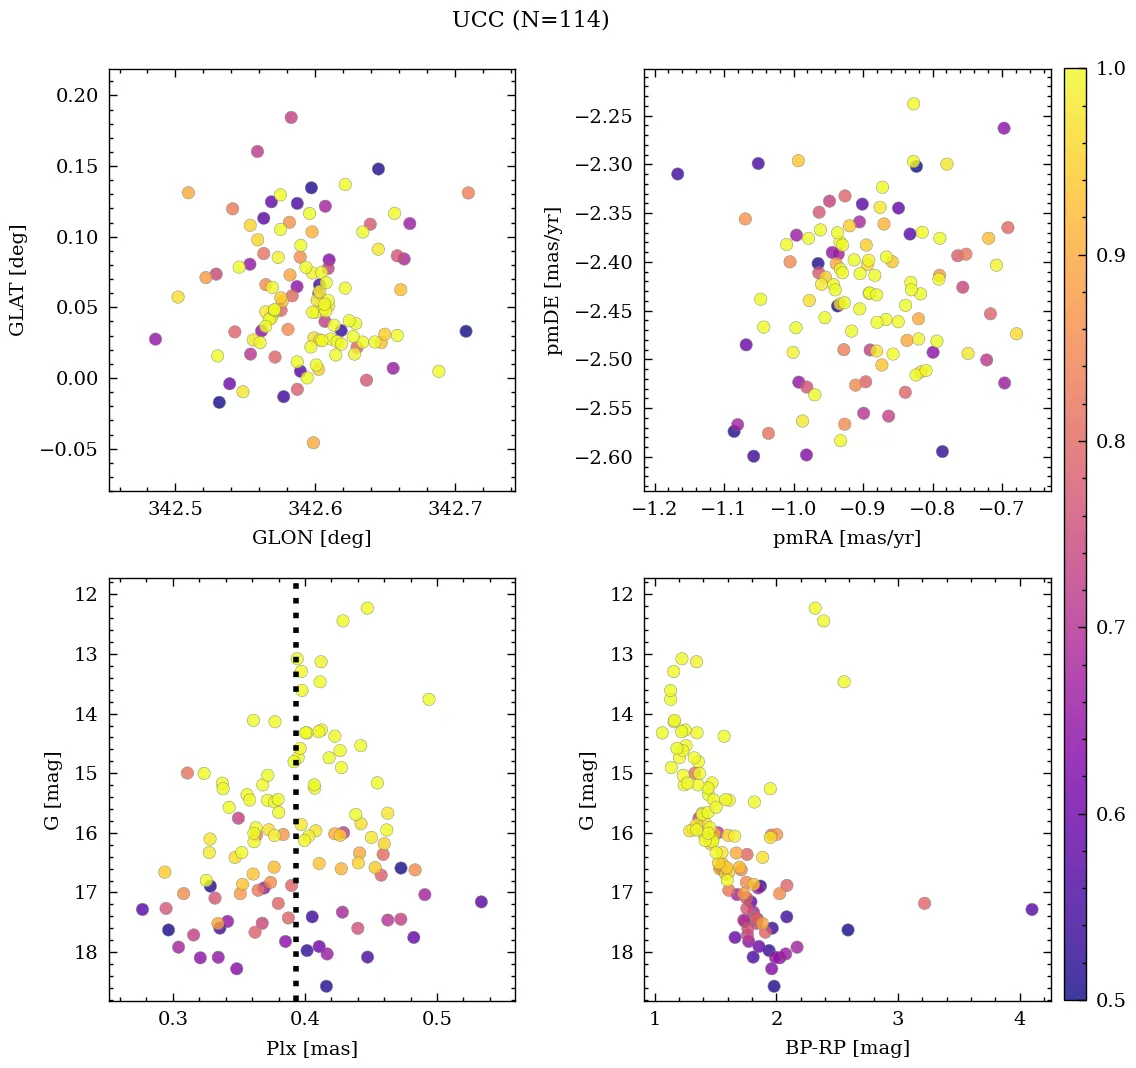 UCC (N=114)
0.20
0.15
0.10
0.05
0.00
−0.05
GLAT [deg]
342.5 342.6 342.7
GLON [deg]
−2.25
−2.30
−2.35
−2.40
−2.45
−2.50
−2.55
−2.60
pmDE [mas/yr]
−1.2 −1.1 −1.0 −0.9 −0.8 −0.7
pmRA [mas/yr]
12
13
14
15
16
17
18
G [mag]
0.3 0.4 0.5
Plx [mas]
12
13
14
15
16
17
18
G [mag]
1 2 3 4
BP-RP [mag]
1.0
0.9
0.8
0.7
0.6
0.5